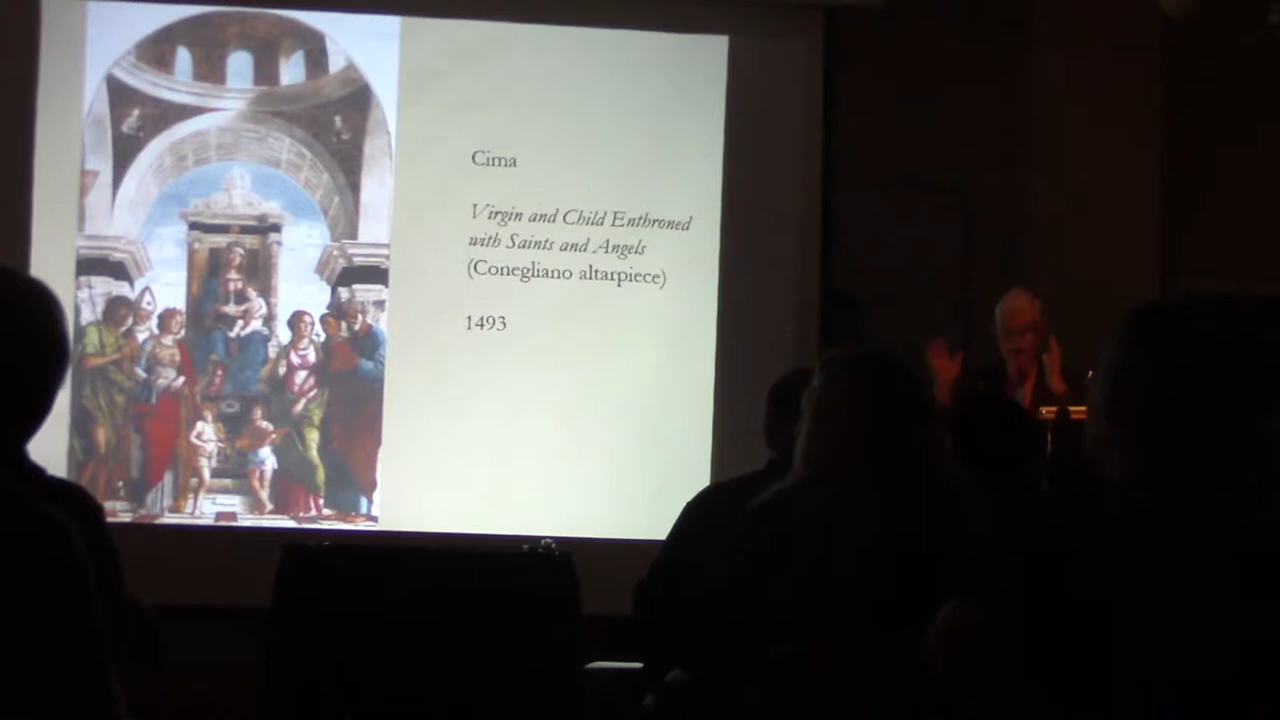 Cima
Virgin and Child Enthroned
with Saints and Angels
(Conegliano altarpiece)
1493